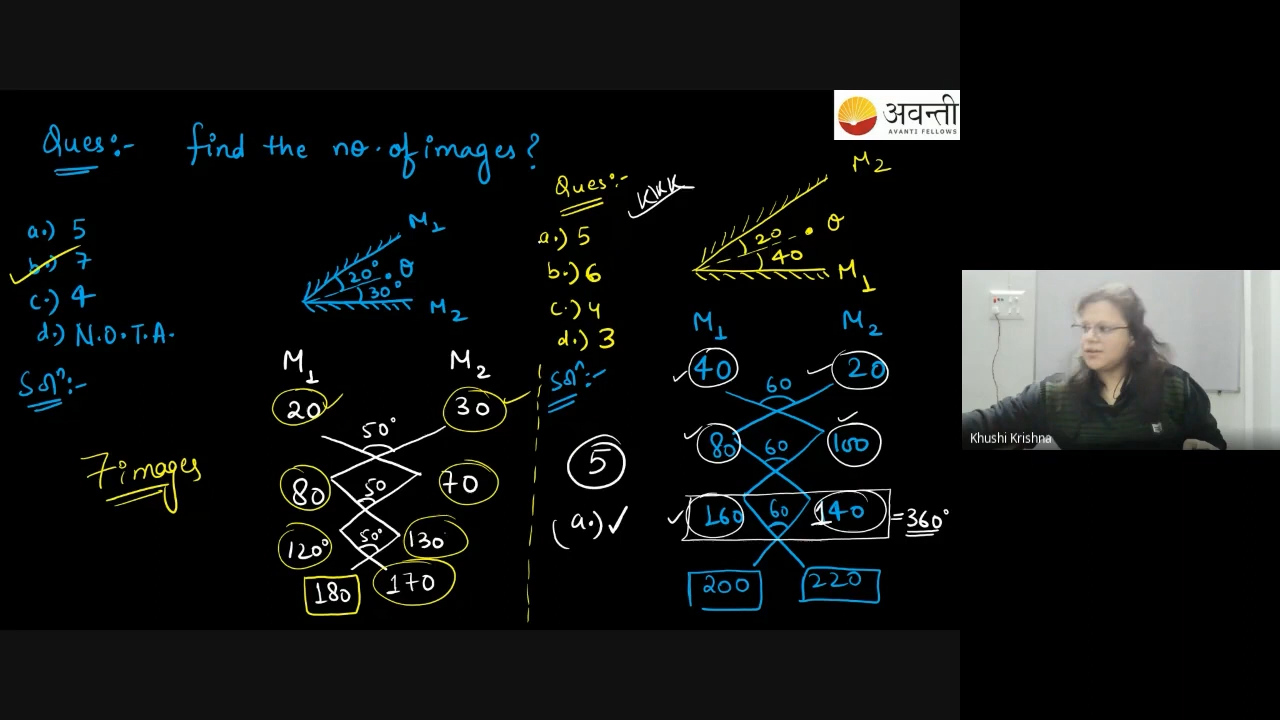 Ques:- find the no. of images?
a.) 5
b.) 7
c.) 4
d.) N.O.T.A.
M1
20° O
30°
M2
Soln:-
7 images
M1 M2
20 30
50°
80 70
50
120° 130
50°
180 170
अवन्ती
AVANTI FELLOWS
Ques:- KKK
a.) 5
b.) 6
c.) 4
d.) 3
M2
20 O
40
M1
Soln:-
5
(a.) ✓
M1 M2
40 20
60
80 100
60
160 140 = 360°
60
200 220
Khushi Krishna